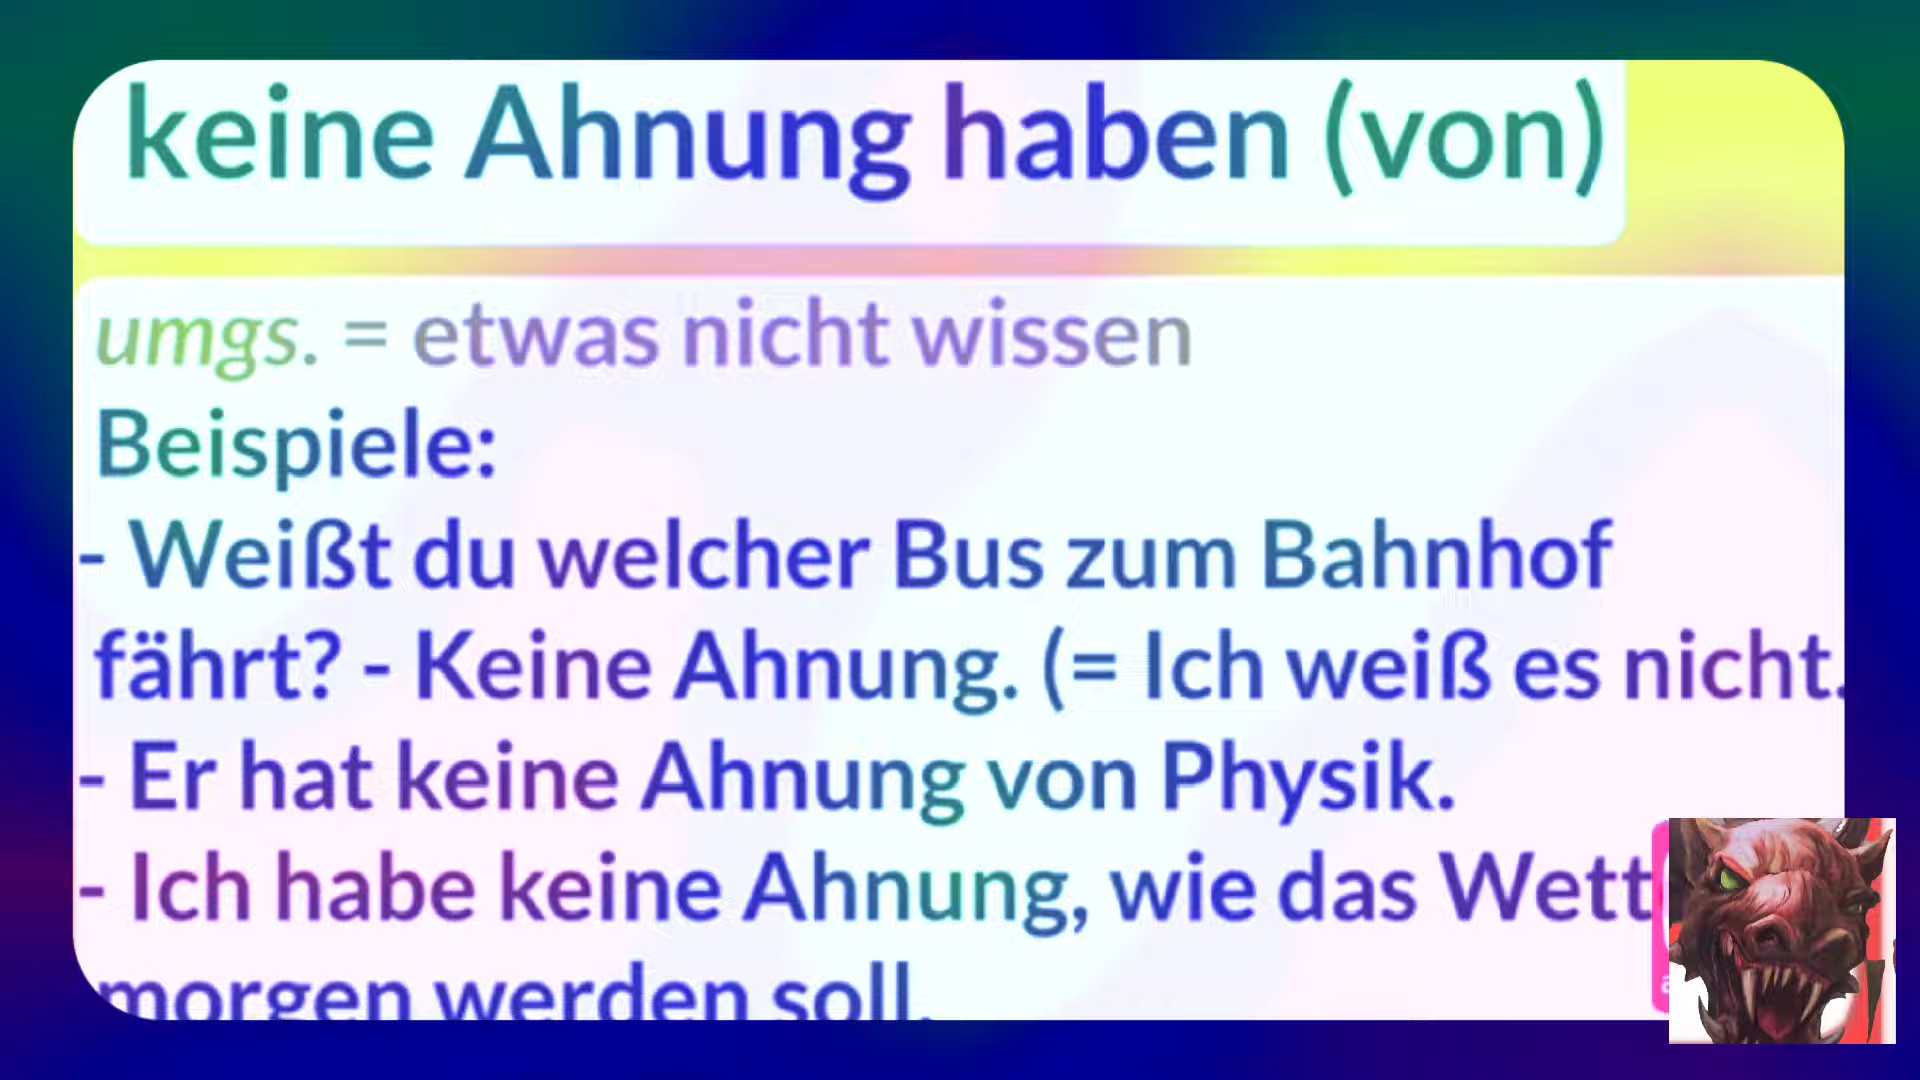 keine Ahnung haben (von)
umgs. = etwas nicht wissen
Beispiele:
- Weißt du welcher Bus zum Bahnhof
fährt? - Keine Ahnung. (= Ich weiß es nicht.
- Er hat keine Ahnung von Physik.
- Ich habe keine Ahnung, wie das Wett
morgen werden soll.